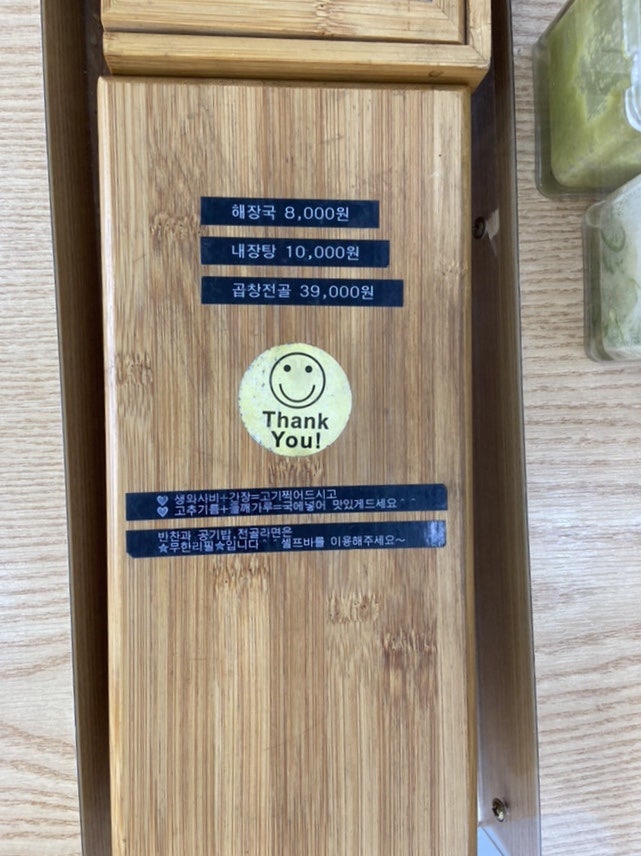 해장국 8,000원
내장탕 10,000원
곱창전골 39,000원
Thank
You!
♥ 생와사비+간장=고기찍어드시고
♥ 고추기름+들깨가루=국에넣어 맛있게드세요^^
반찬과 공기밥,전골라면은
★무한리필★입니다^^ 셀프바를 이용해주세요~